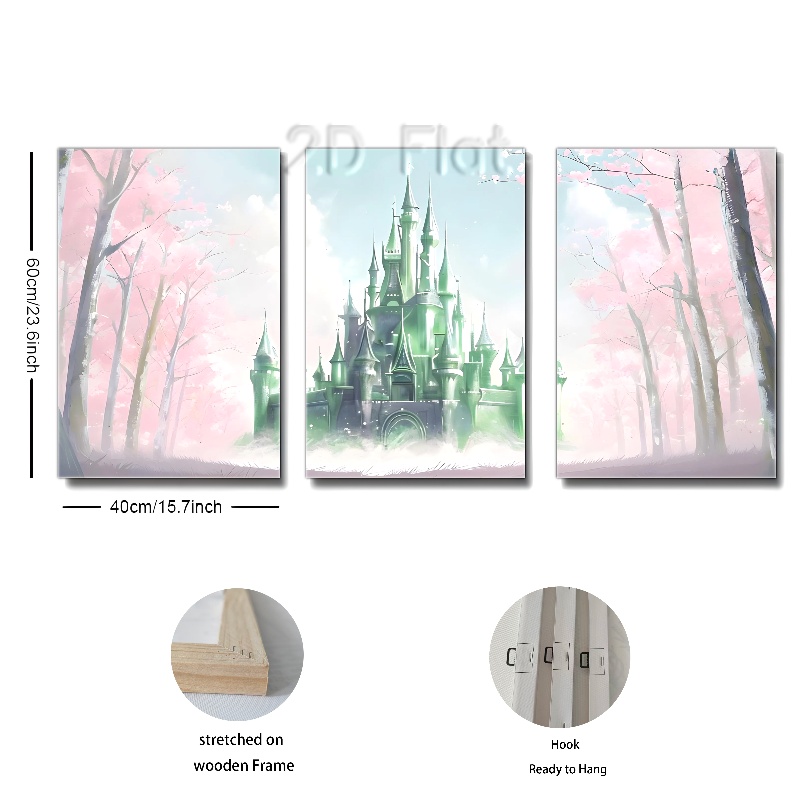 2D Flat
60cm/23.6inch
40cm/15.7inch
stretched on
wooden Frame
Hook
Ready to Hang